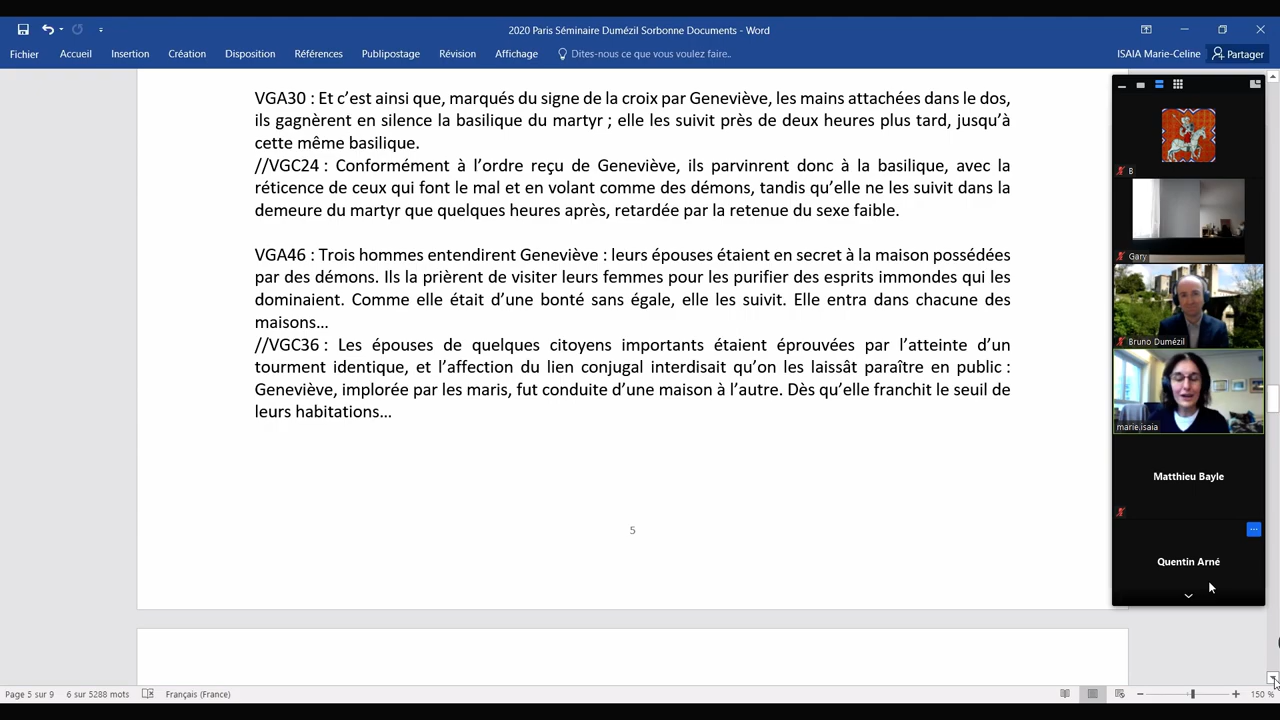 2020 Paris Séminaire Dumézil Sorbonne Documents - Word
Fichier Accueil Insertion Création Disposition Références Publipostage Révision Affichage Dites-nous ce que vous voulez faire.. ISAIA Marie-Celine Partager
VGA30 : Et c’est ainsi que, marqués du signe de la croix par Geneviève, les mains attachées dans le dos,
ils gagnèrent en silence la basilique du martyr ; elle les suivit près de deux heures plus tard, jusqu’à
cette même basilique.
//VGC24 : Conformément à l’ordre reçu de Geneviève, ils parvinrent donc à la basilique, avec la
réticence de ceux qui font le mal et en volant comme des démons, tandis qu’elle ne les suivit dans la
demeure du martyr que quelques heures après, retardée par la retenue du sexe faible.
VGA46 : Trois hommes entendirent Geneviève : leurs épouses étaient en secret à la maison possédées
par des démons. Ils la prièrent de visiter leurs femmes pour les purifier des esprits immondes qui les
dominaient. Comme elle était d’une bonté sans égale, elle les suivit. Elle entra dans chacune des
maisons…
//VGC36 : Les épouses de quelques citoyens importants étaient éprouvées par l’atteinte d’un
tourment identique, et l’affection du lien conjugal interdisait qu’on les laissât paraître en public :
Geneviève, implorée par les maris, fut conduite d’une maison à l’autre. Dès qu’elle franchit le seuil de
leurs habitations…
5
B
Gary
Bruno Dumézil
marie.isaia
Matthieu Bayle
Quentin Arné
Page 5 sur 9 6 sur 5288 mots Français (France) 150 %